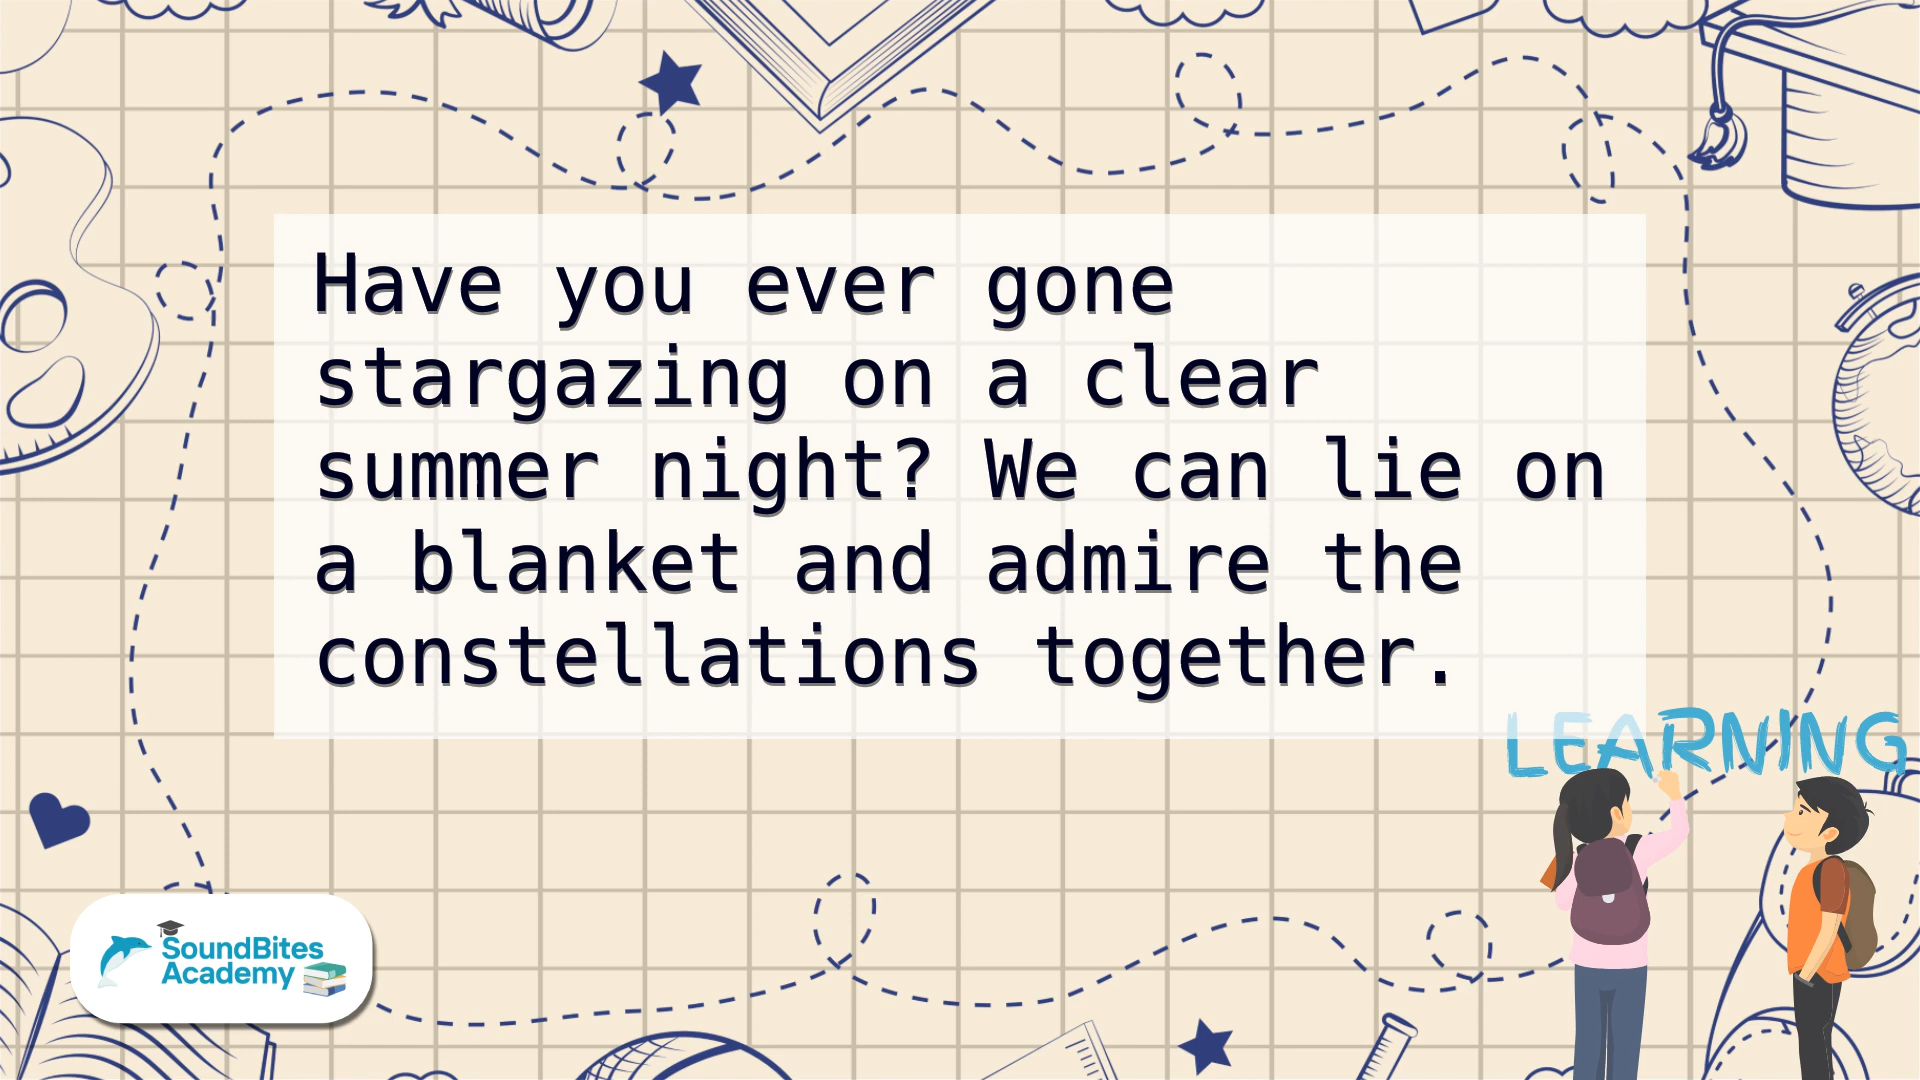 Have you ever gone
stargazing on a clear
summer night? We can lie on
a blanket and admire the
constellations together.
LEARNING
SoundBites
Academy